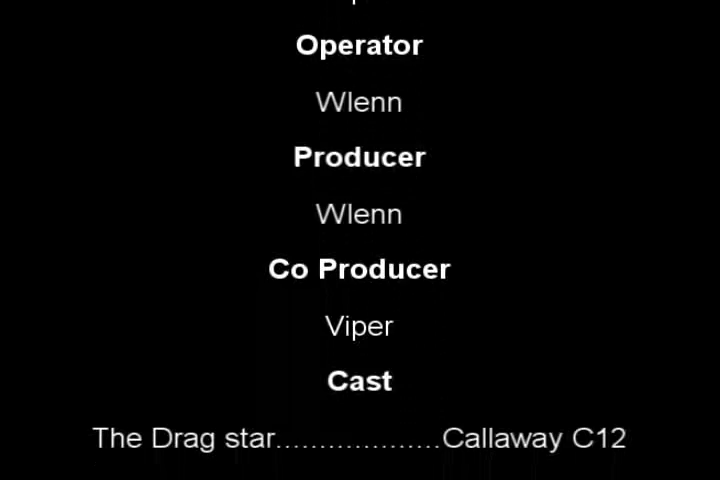 Operator
Wlenn
Producer
Wlenn
Co Producer
Viper
Cast
The Drag star...................Callaway C12